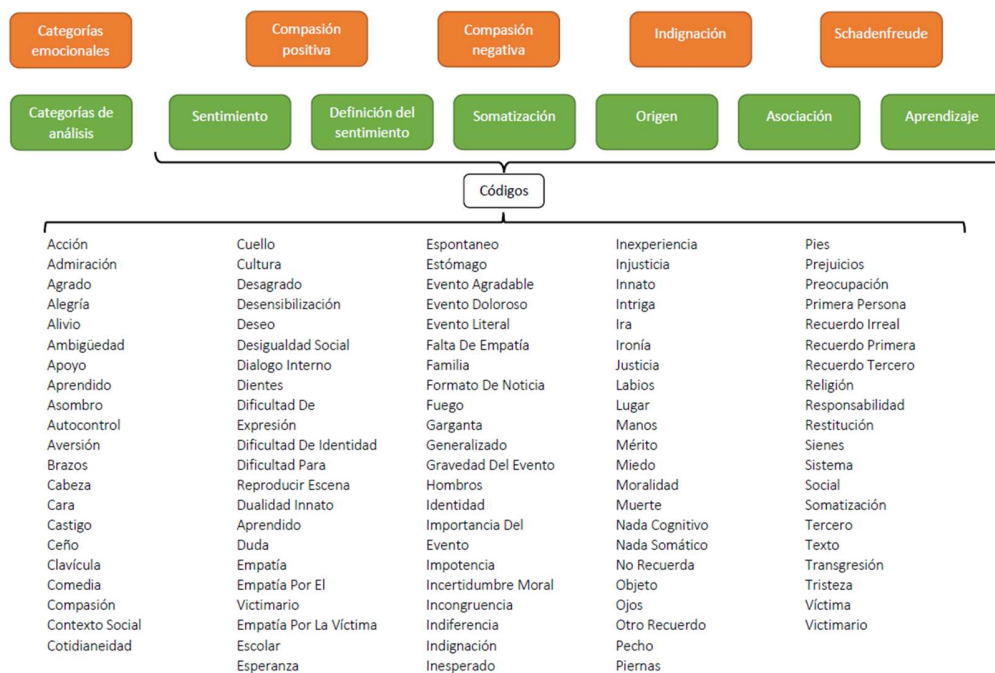 Categorías
emocionales
Compasión
positiva
Compasión
negativa
Indignación
Schadenfreude
Categorías de
análisis
Sentimiento
Definición del
sentimiento
Somatización
Origen
Asociación
Aprendizaje
Códigos
Acción
Admiración
Agrado
Alegría
Alivio
Ambigüedad
Apoyo
Aprendido
Asombro
Autocontrol
Aversión
Brazos
Cabeza
Cara
Castigo
Ceño
Clavícula
Comedia
Compasión
Contexto Social
Cotidianeidad
Cuello
Cultura
Desagrado
Desensibilización
Deseo
Desigualdad Social
Dialogo Interno
Dientes
Dificultad De
Expresión
Dificultad De Identidad
Dificultad Para
Reproducir Escena
Dualidad Innato
Aprendido
Duda
Empatía
Empatía Por El
Victimario
Empatía Por La Víctima
Escolar
Esperanza
Espontaneo
Estómago
Evento Agradable
Evento Doloroso
Evento Literal
Falta De Empatía
Familia
Formato De Noticia
Fuego
Garganta
Generalizado
Gravedad Del Evento
Hombros
Identidad
Importancia Del
Evento
Impotencia
Incertidumbre Moral
Incongruencia
Indiferencia
Indignación
Inesperado
Inexperiencia
Injusticia
Innato
Intriga
Ira
Ironía
Justicia
Labios
Lugar
Manos
Mérito
Miedo
Moralidad
Muerte
Nada Cognitivo
Nada Somático
No Recuerda
Objeto
Ojos
Otro Recuerdo
Pecho
Piernas
Pies
Prejuicios
Preocupación
Primera Persona
Recuerdo Irreal
Recuerdo Primera
Recuerdo Tercero
Religión
Responsabilidad
Restitución
Sienes
Sistema
Social
Somatización
Tercero
Texto
Transgresión
Tristeza
Víctima
Victimario